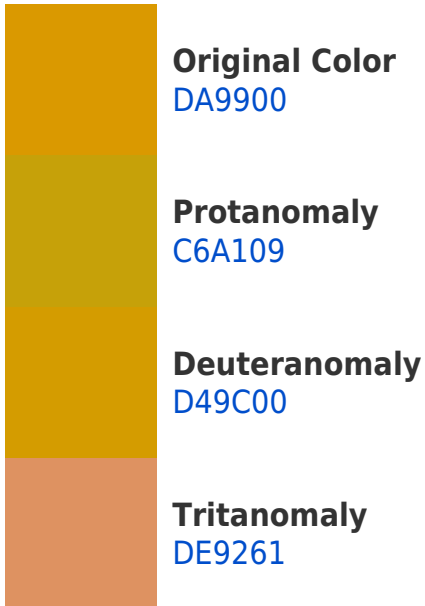 Original Color
DA9900
Protanomaly
C6A109
Deuteranomaly
D49C00
Tritanomaly
DE9261